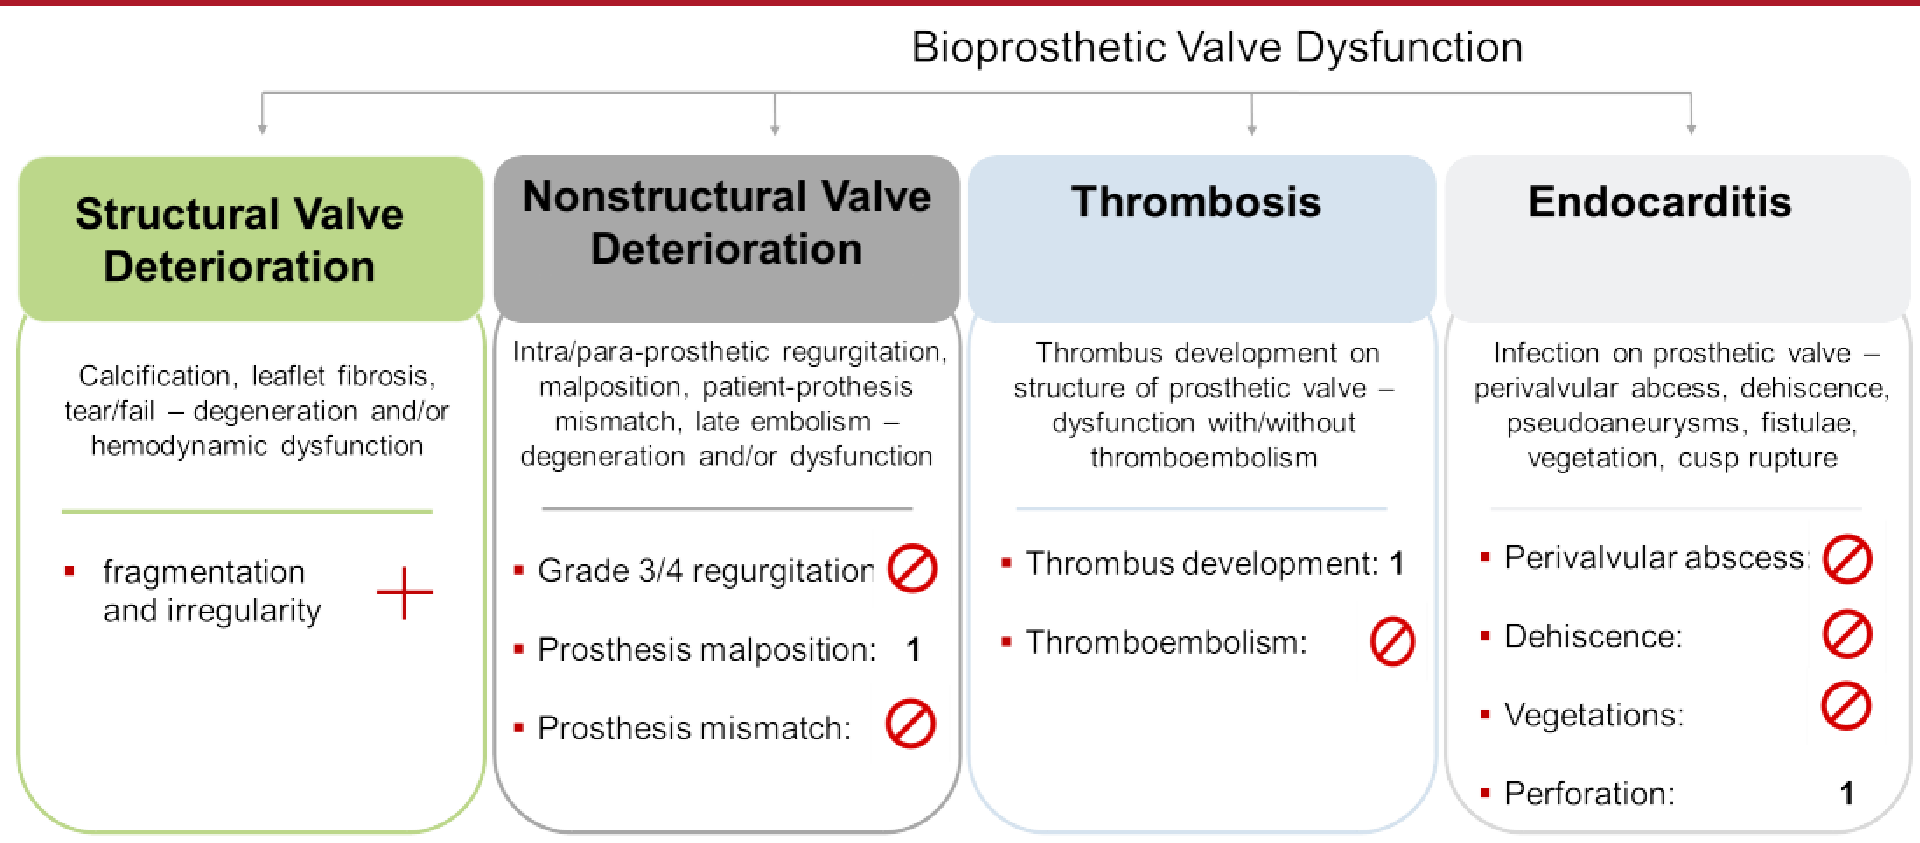 Bioprosthetic Valve Dysfunction
Structural Valve
Deterioration
Calcification, leaflet fibrosis,
tear/fail – degeneration and/or
hemodynamic dysfunction
▪ fragmentation
and irregularity
Nonstructural Valve
Deterioration
Intra/para-prosthetic regurgitation,
malposition, patient-prothesis
mismatch, late embolism –
degeneration and/or dysfunction
▪ Grade 3/4 regurgitation
▪ Prosthesis malposition: 1
▪ Prosthesis mismatch:
Thrombosis
Thrombus development on
structure of prosthetic valve –
dysfunction with/without
thromboembolism
▪ Thrombus development: 1
▪ Thromboembolism:
Endocarditis
Infection on prosthetic valve –
perivalvular abcess, dehiscence,
pseudoaneurysms, fistulae,
vegetation, cusp rupture
▪ Perivalvular abscess:
▪ Dehiscence:
▪ Vegetations:
▪ Perforation: 1